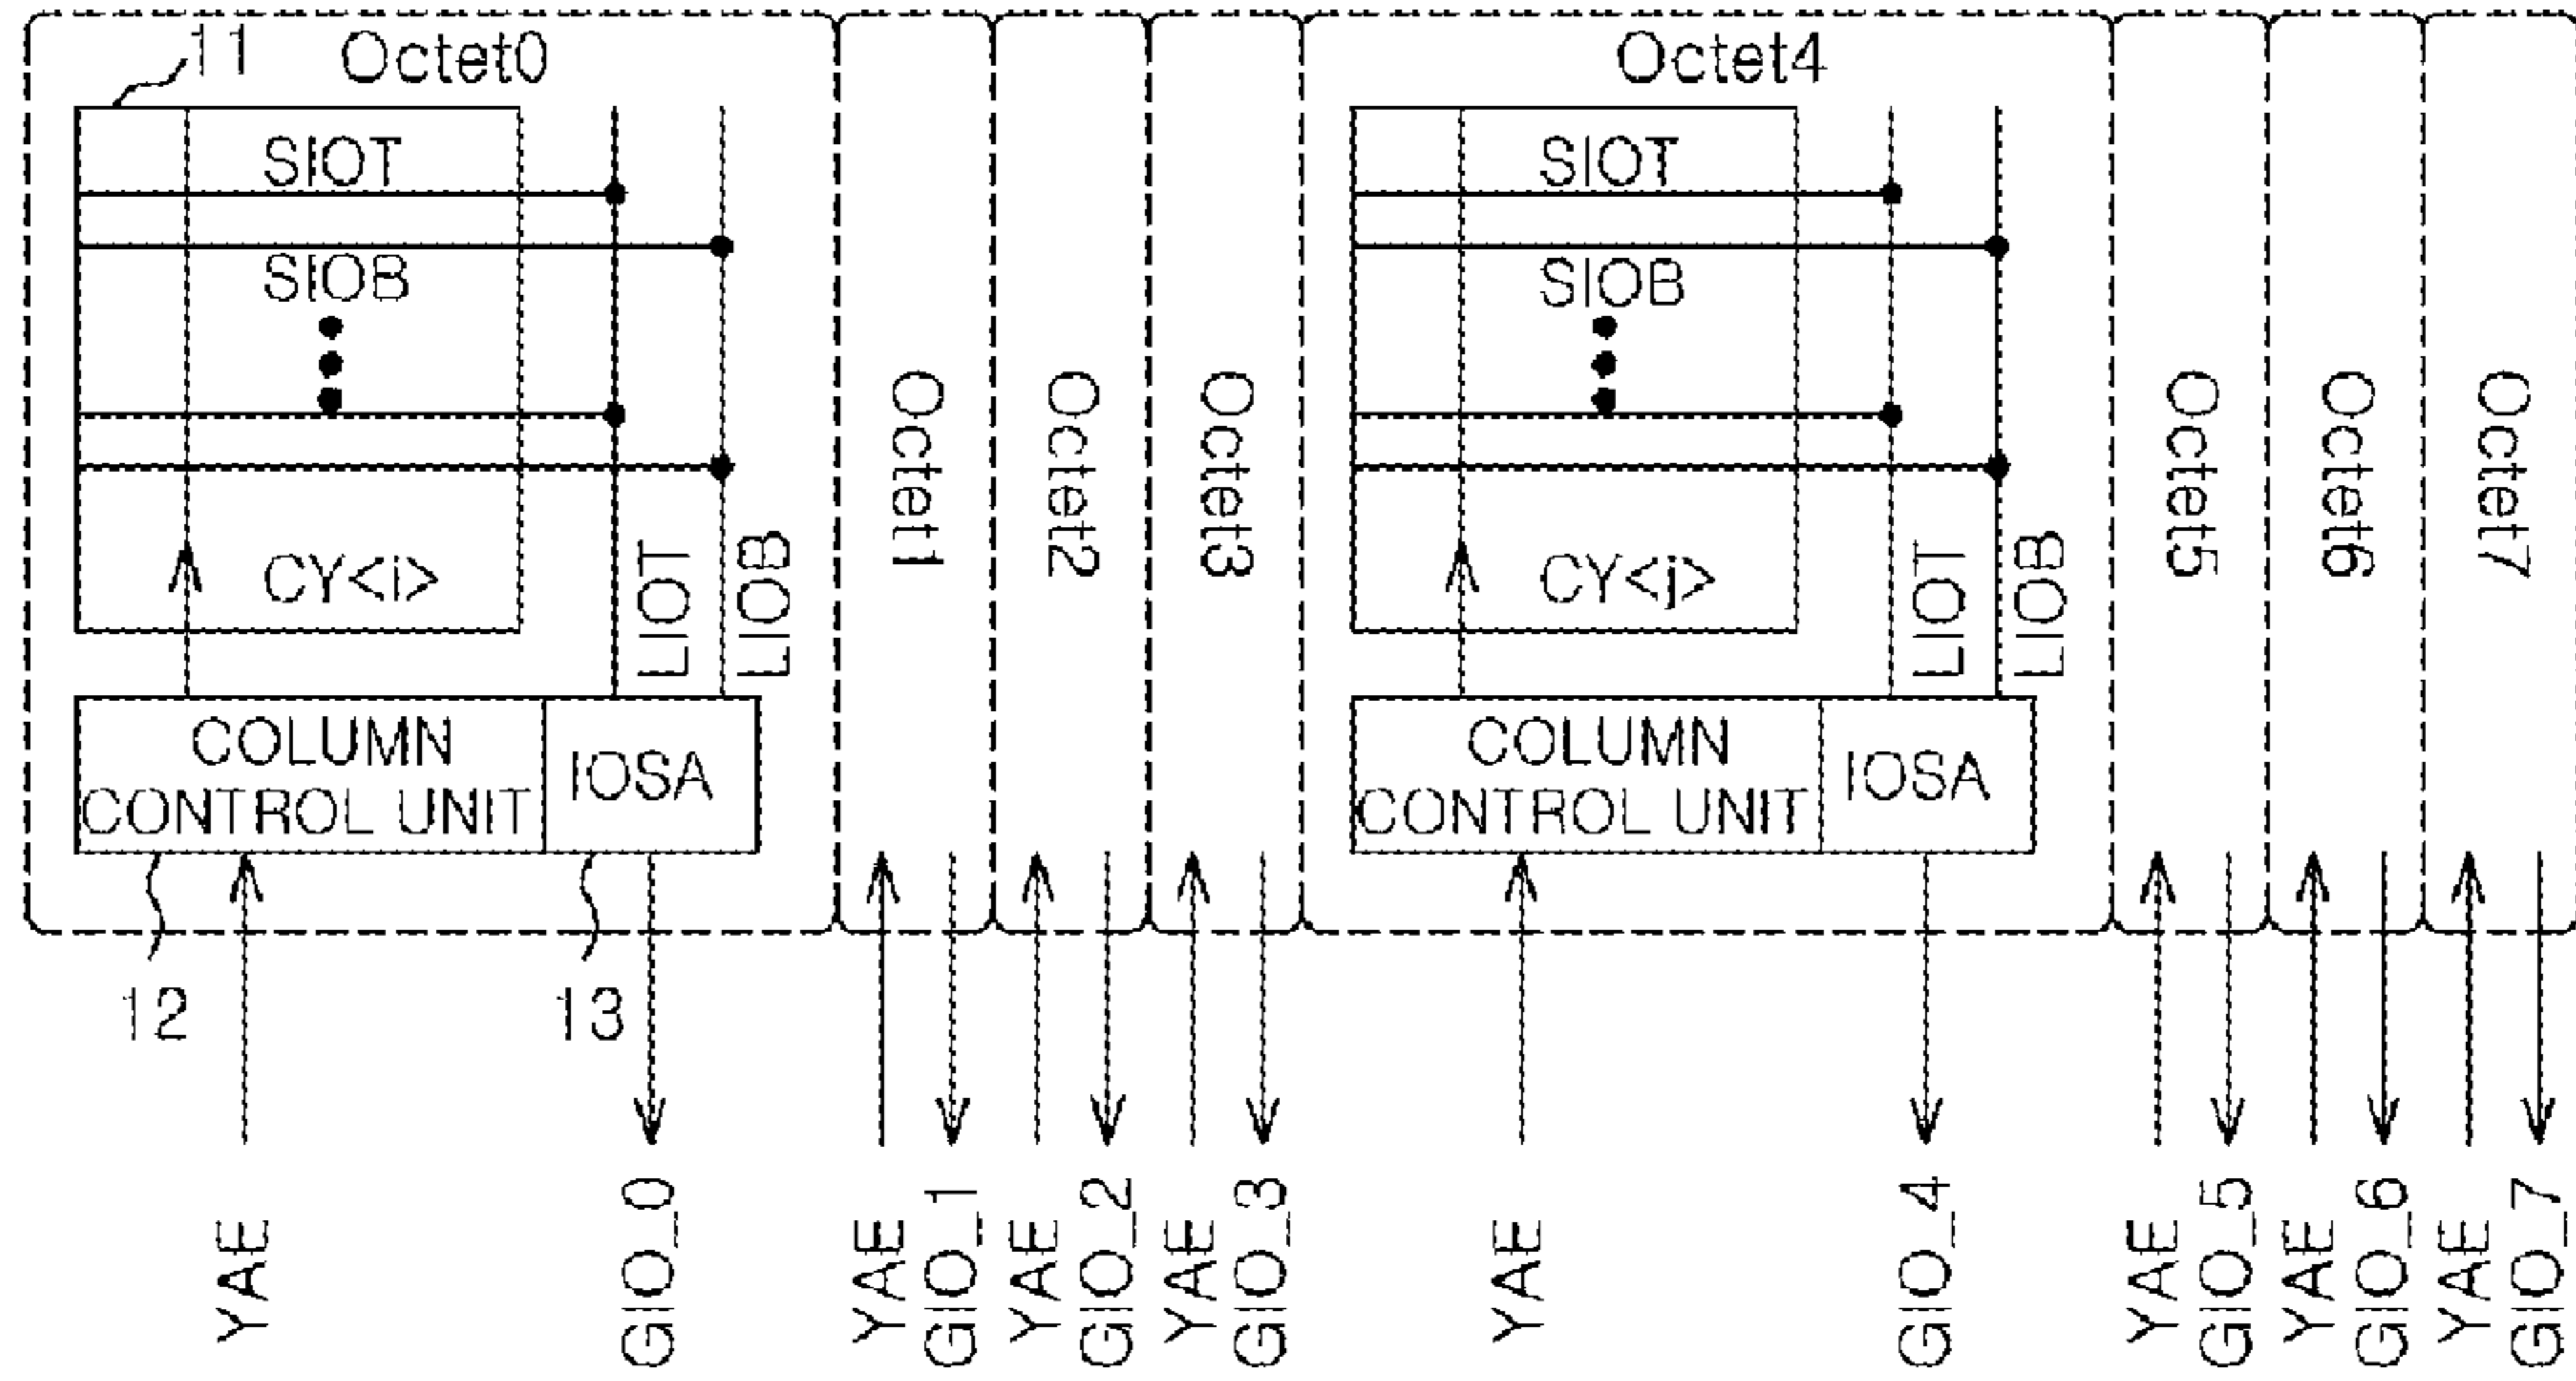 11
Octet0
SIOT
SIOB
CY<i>
LIOT
LIOB
COLUMN
CONTROL UNIT
IOSA
12
13
YAE
GIO_0
Octet1
YAE
GIO_1
Octet2
YAE
GIO_2
Octet3
YAE
GIO_3
Octet4
SIOT
SIOB
CY<j>
LIOT
LIOB
COLUMN
CONTROL UNIT
IOSA
YAE
GIO_4
Octet5
YAE
GIO_5
Octet6
YAE
GIO_6
Octet7
YAE
GIO_7